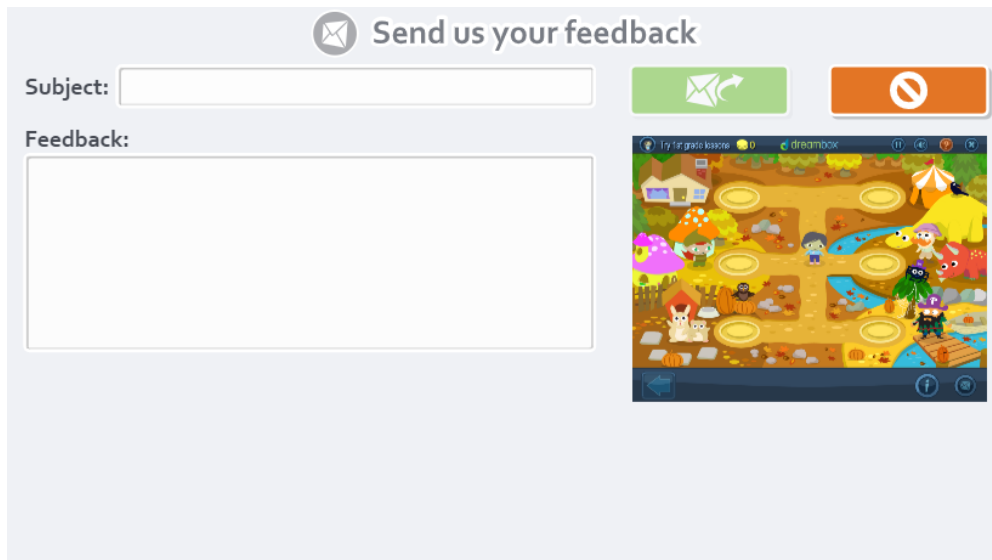 Send us your feedback
Subject:
Feedback:
Try 1st grade lessons 0 dreambox
P